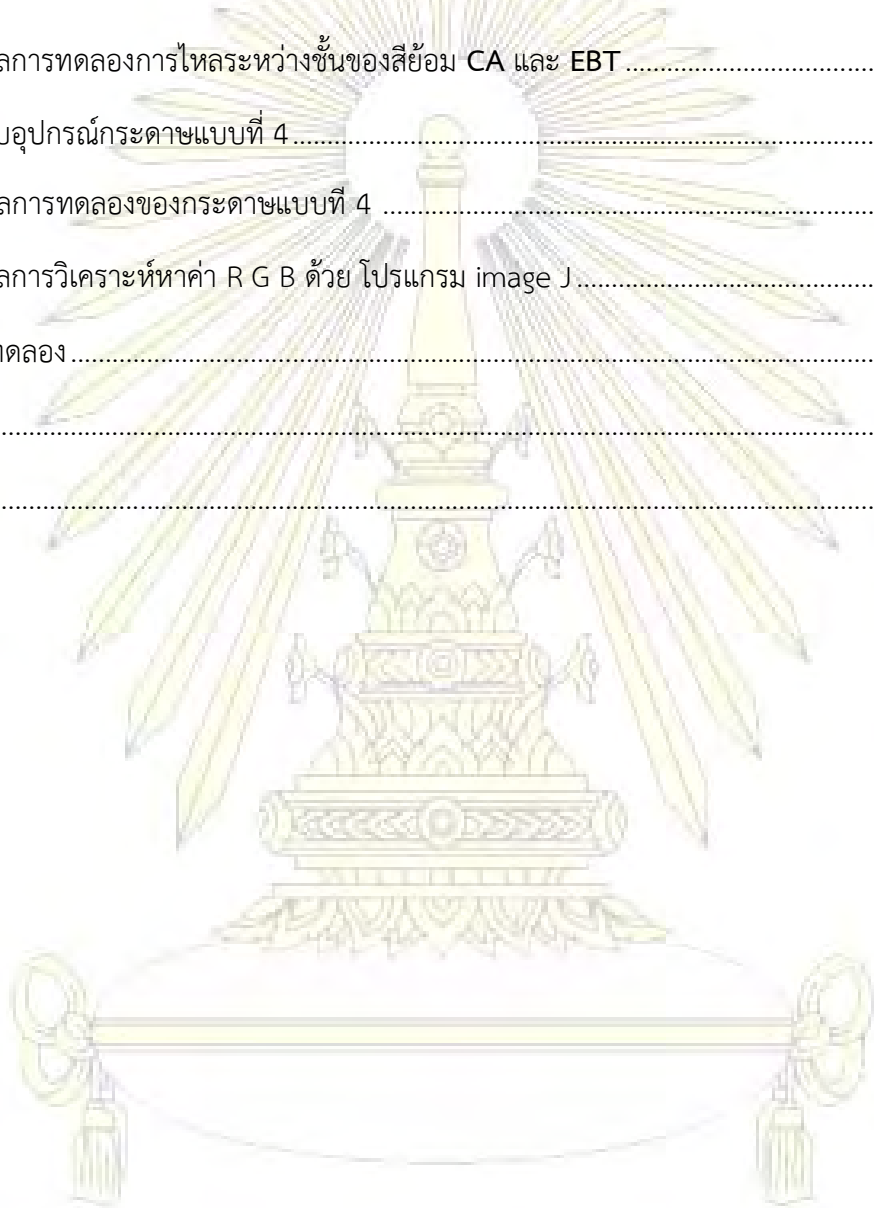 ลการทดลองการไหลระหว่างชั้นของสีย้อม CA และ EBT ..........................................
บอุปกรณ์กระดาษแบบที่ 4 ..........................................
ลการทดลองของกระดาษแบบที 4 ..........................................
ลการวิเคราะห์หาค่า R G B ด้วย โปรแกรม image J ..........................................
ทดลอง ..........................................
..........................................
..........................................